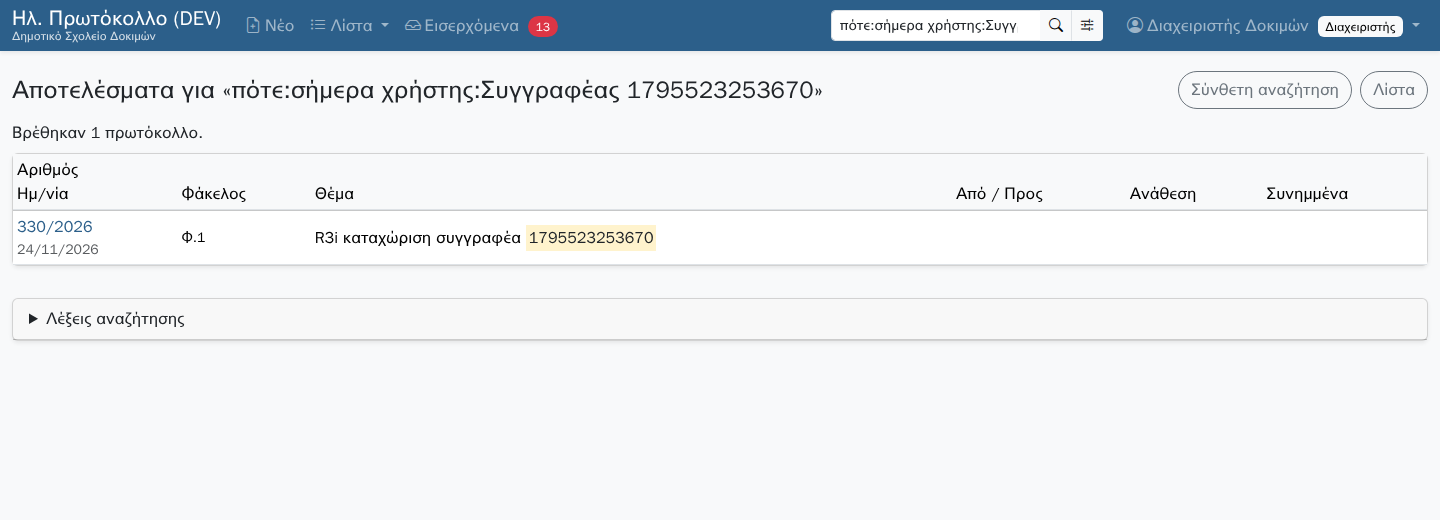 Ηλ. Πρωτόκολλο (DEV)
Δημοτικό Σχολείο Δοκιμών
Νέο
Λίστα
Εισερχόμενα 13
πότε:σήμερα χρήστης:Συγγ
Διαχειριστής Δοκιμών Διαχειριστής
Αποτελέσματα για «πότε:σήμερα χρήστης:Συγγραφέας 1795523253670»
Σύνθετη αναζήτηση
Λίστα
Βρέθηκαν 1 πρωτόκολλο.
Αριθμός
Ημ/νία Φάκελος Θέμα Από / Προς Ανάθεση Συνημμένα
330/2026
24/11/2026
Φ.1
R3i καταχώριση συγγραφέα 1795523253670
Λέξεις αναζήτησης